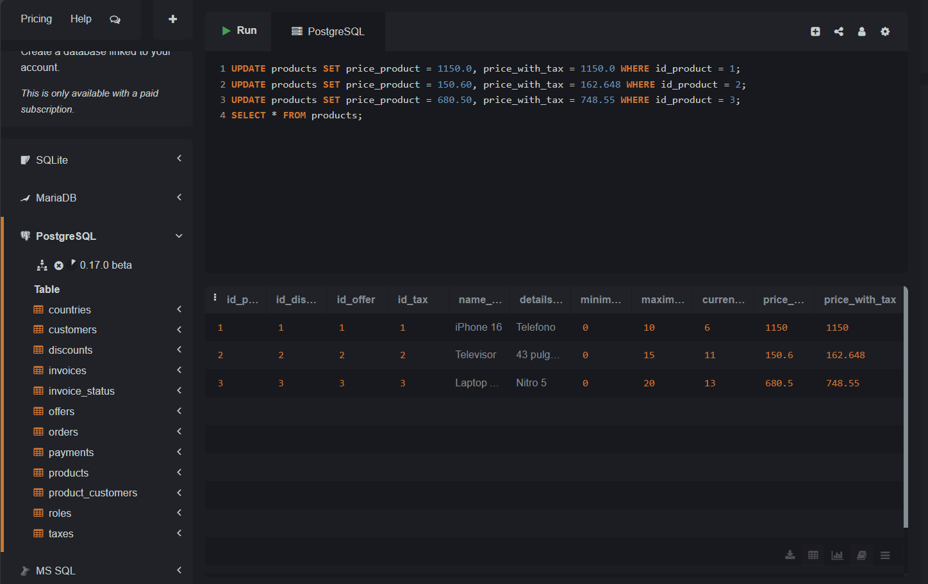 Pricing Help
Create a database linked to your
account.
This is only available with a paid
subscription.
SQLite
MariaDB
PostgreSQL
0.17.0 beta
Table
countries
customers
discounts
invoices
invoice_status
offers
orders
payments
products
product_customers
roles
taxes
MS SQL
Run PostgreSQL
1 UPDATE products SET price_product = 1150.0, price_with_tax = 1150.0 WHERE id_product = 1;
2 UPDATE products SET price_product = 150.60, price_with_tax = 162.648 WHERE id_product = 2;
3 UPDATE products SET price_product = 680.50, price_with_tax = 748.55 WHERE id_product = 3;
4 SELECT * FROM products;
id_p... id_dis... id_offer id_tax name_... details... minim... maxim... curren... price_... price_with_tax
1 1 1 1 iPhone 16 Telefono 0 10 6 1150 1150
2 2 2 2 Televisor 43 pulg... 0 15 11 150.6 162.648
3 3 3 3 Laptop ... Nitro 5 0 20 13 680.5 748.55